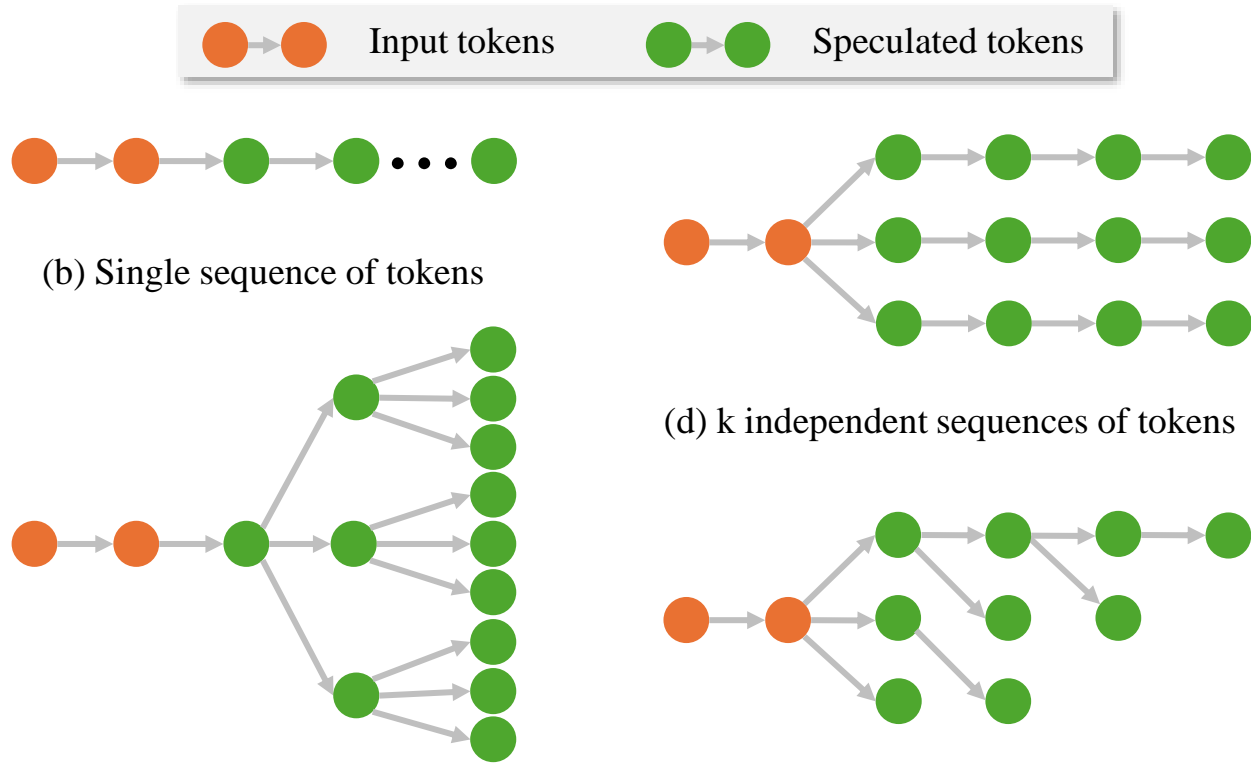 Input tokens
Speculated tokens
(b) Single sequence of tokens
(d) k independent sequences of tokens